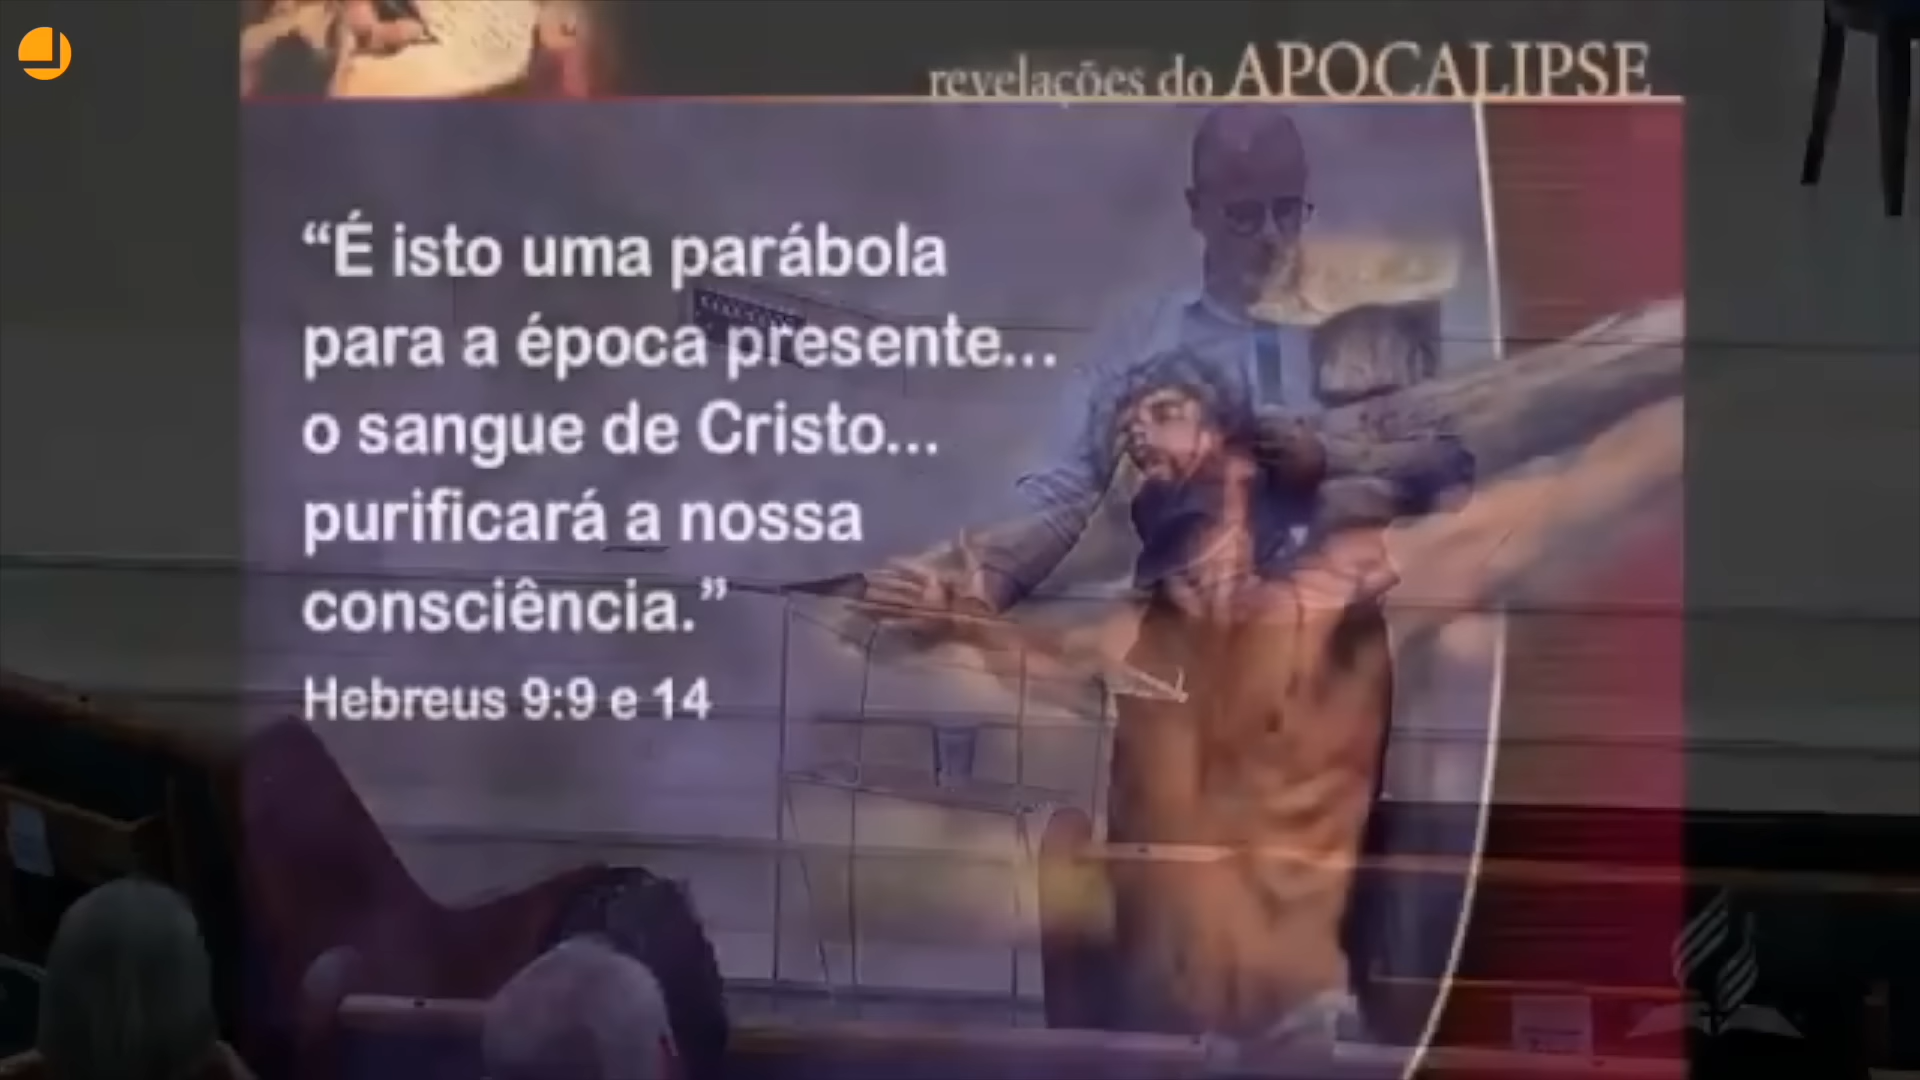 revelações do APOCALIPSE
“É isto uma parábola
para a época presente...
o sangue de Cristo...
purificará a nossa
consciência.”
Hebreus 9:9 e 14